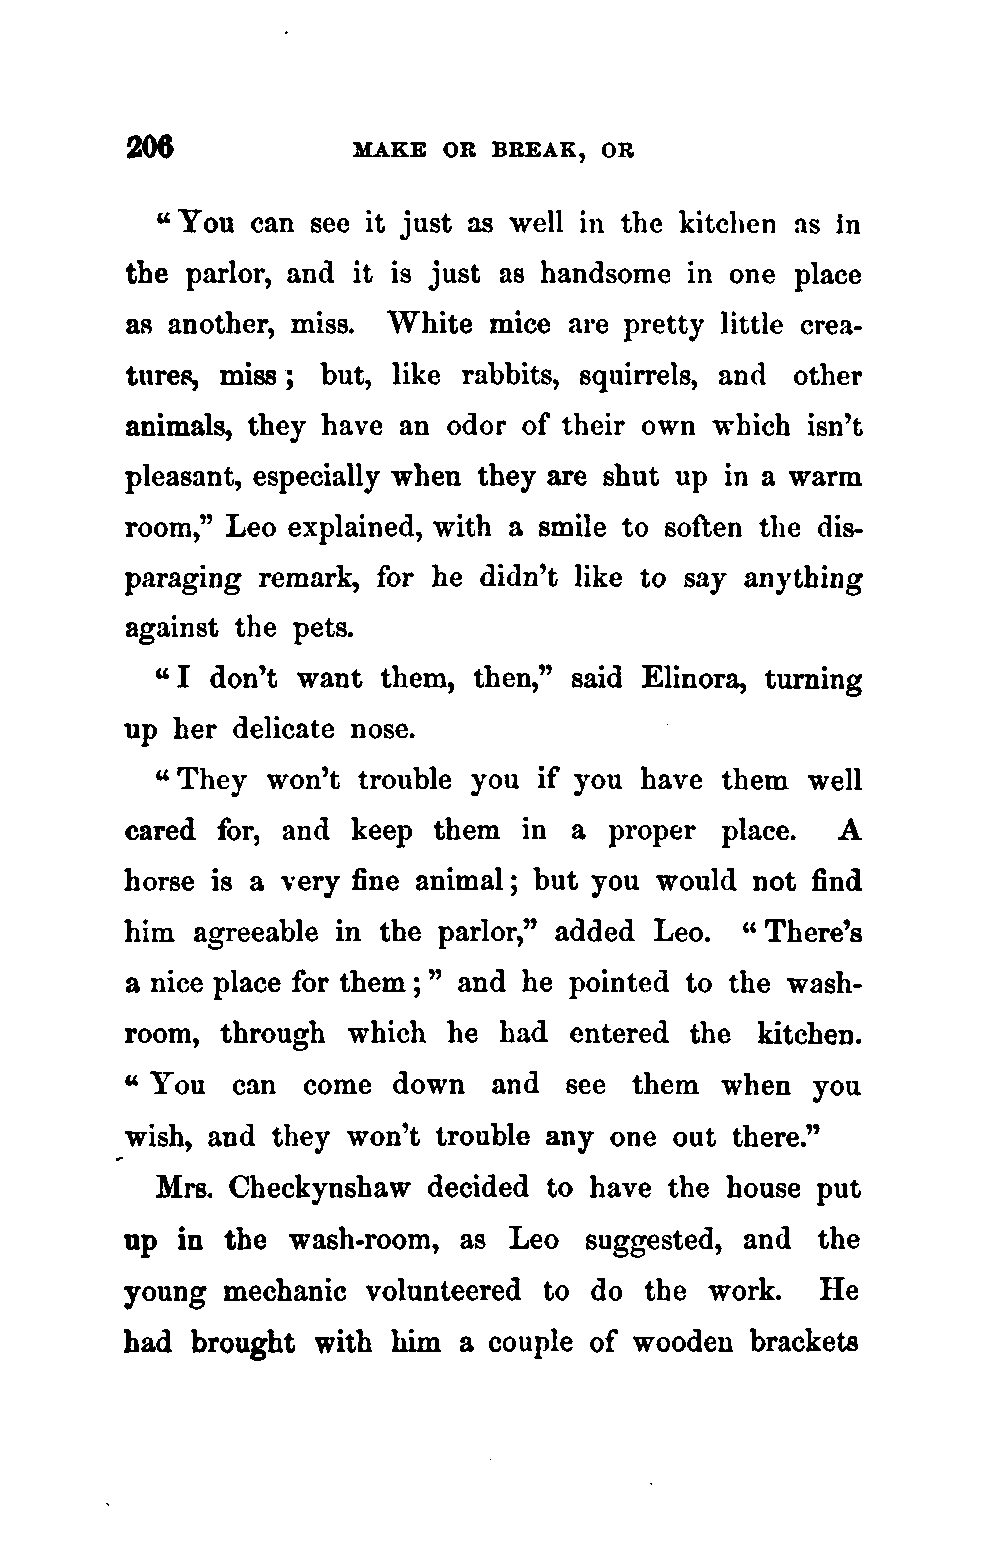 206 MAKE OR BREAK, OR
“You can see it just as well in the kitchen as in
the parlor, and it is just as handsome in one place
as another, miss. White mice are pretty little crea-
tures, miss; but, like rabbits, squirrels, and other
animals, they have an odor of their own which isn’t
pleasant, especially when they are shut up in a warm
room,” Leo explained, with a smile to soften the dis-
paraging remark, for he didn’t like to say anything
against the pets.
“I don’t want them, then,” said Elinora, turning
up her delicate nose.
“They won’t trouble you if you have them well
cared for, and keep them in a proper place. A
horse is a very fine animal; but you would not find
him agreeable in the parlor,” added Leo. “There’s
a nice place for them;” and he pointed to the wash-
room, through which he had entered the kitchen.
“You can come down and see them when you
wish, and they won’t trouble any one out there.”
Mrs. Checkynshaw decided to have the house put
up in the wash-room, as Leo suggested, and the
young mechanic volunteered to do the work. He
had brought with him a couple of wooden brackets